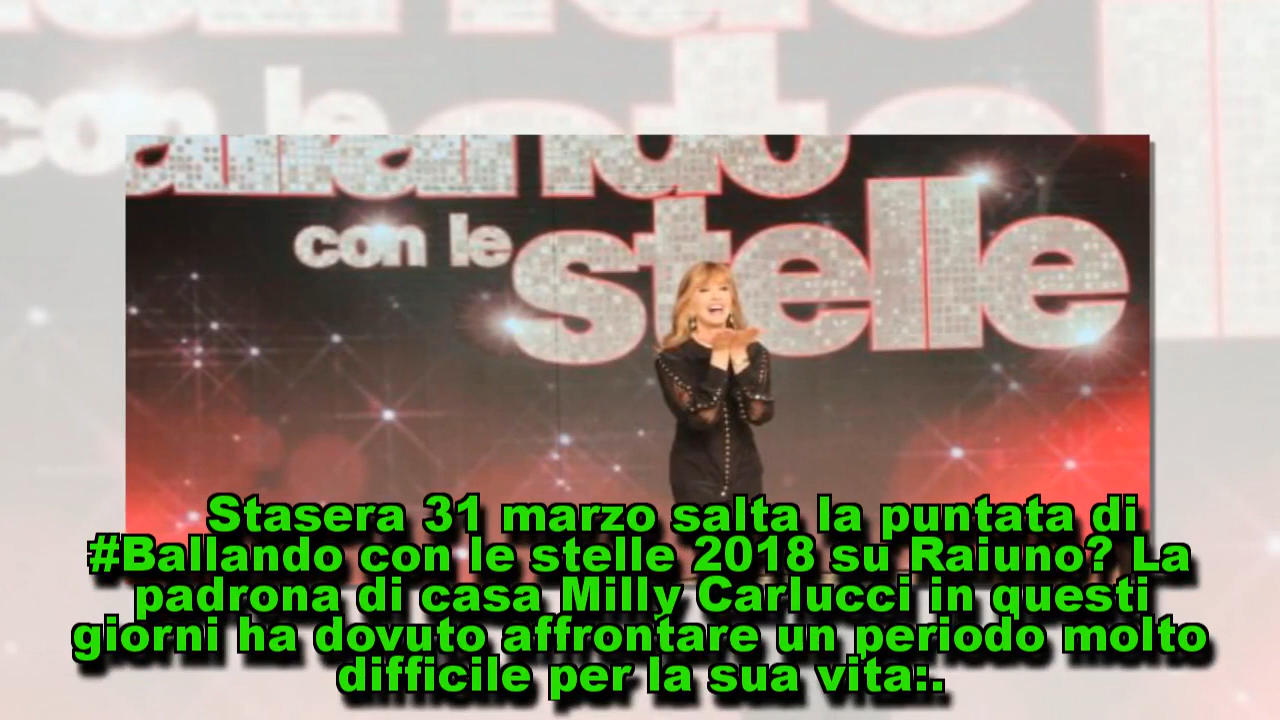 allando
con le
stelle
Stasera 31 marzo salta la puntata di
#Ballando con le stelle 2018 su Raiuno? La
padrona di casa Milly Carlucci in questi
giorni ha dovuto affrontare un periodo molto
difficile per la sua vita:.